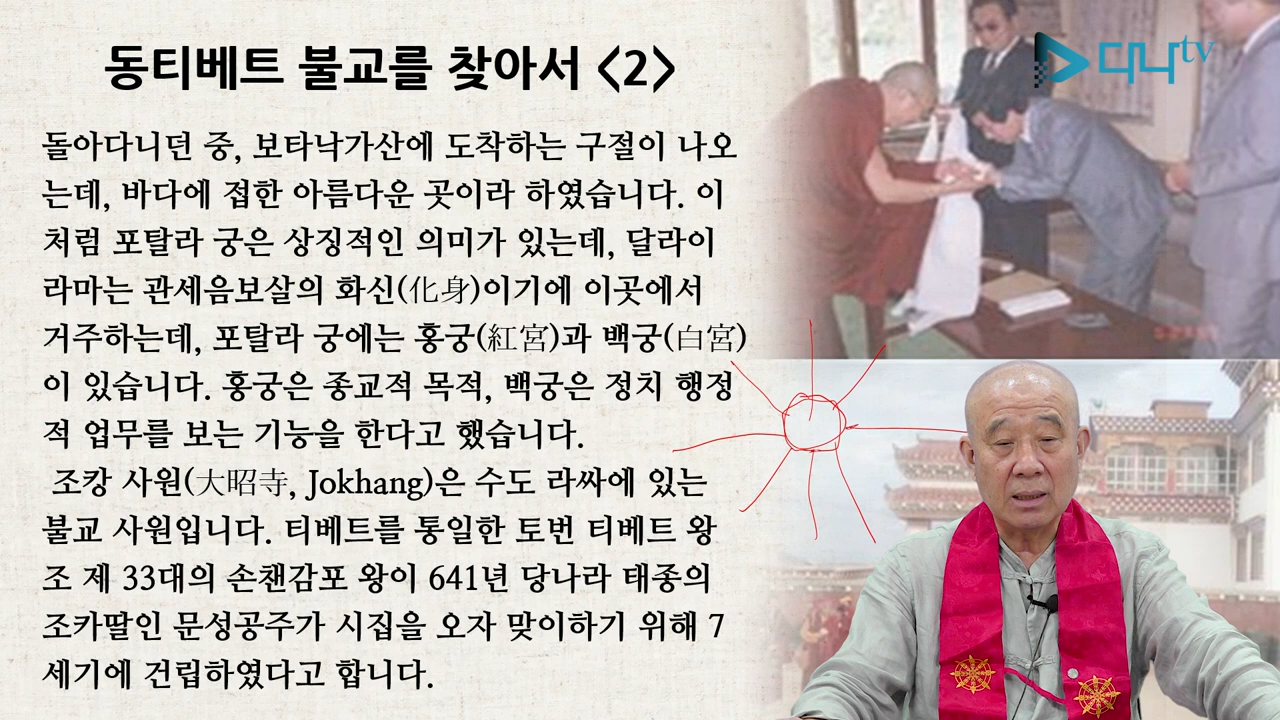 동티베트 불교를 찾아서 <2>
돌아다니던 중, 보타낙가산에 도착하는 구절이 나오
는데, 바다에 접한 아름다운 곳이라 하였습니다. 이
처럼 포탈라 궁은 상징적인 의미가 있는데, 달라이
라마는 관세음보살의 화신(化身)이기에 이곳에서
거주하는데, 포탈라 궁에는 홍궁(紅宮)과 백궁(白宮)
이 있습니다. 홍궁은 종교적 목적, 백궁은 정치 행정
적 업무를 보는 기능을 한다고 했습니다.
조캉 사원(大昭寺, Jokhang)은 수도 라싸에 있는
불교 사원입니다. 티베트를 통일한 토번 티베트 왕
조 제 33대의 손챈감포 왕이 641년 당나라 태종의
조카딸인 문성공주가 시집을 오자 맞이하기 위해 7
세기에 건립하였다고 합니다.
tv